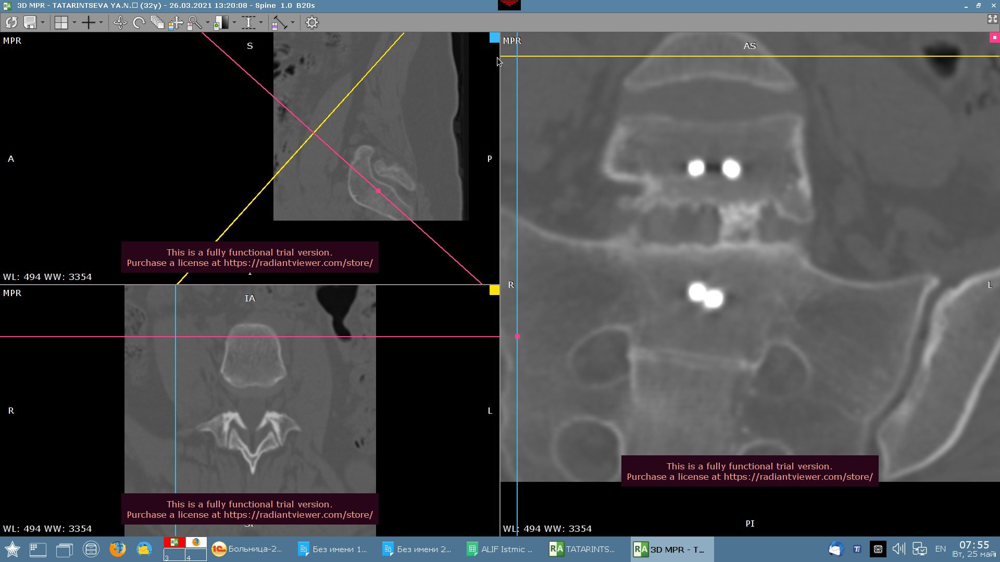 3D MPR - TATARINTSEVA YA.N.□ (32y) - 26.03.2021 13:20:08 - Spine 1.0 B20s
MPR
S
A
P
This is a fully functional trial version.
Purchase a license at https://radiantviewer.com/store/
WL: 494 WW: 3354
MPR
IA
R
L
This is a fully functional trial version.
Purchase a license at https://radiantviewer.com/store/
WL: 494 WW: 3354
MPR
AS
R
L
This is a fully functional trial version.
Purchase a license at https://radiantviewer.com/store/
PI
WL: 494 WW: 3354
3
4
Больница-2...
Без имени 1...
Без имени 2...
ALIF Istmic ...
RA
TATARINTS...
RA
3D MPR - T...
EN
07:55
Вт, 25 май